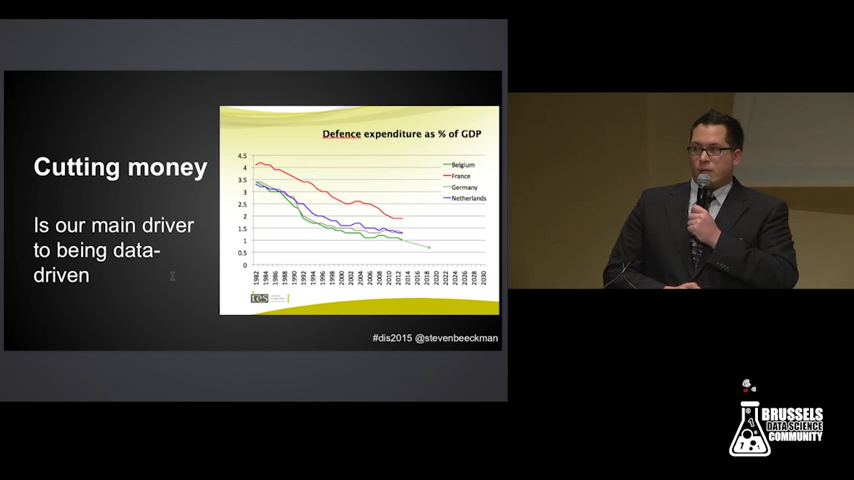 Cutting money
Is our main driver
to being data-
driven
Defence expenditure as % of GDP
4.5
4
3.5
3
2.5
2
1.5
1
0.5
0
Belgium
France
Germany
Netherlands
1982
1984
1986
1988
1990
1992
1994
1996
1998
2000
2002
2004
2006
2008
2010
2012
2014
2016
2018
2020
2022
2024
2026
2028
2030
ies
#dis2015 @stevenbeeckman
BRUSSELS
DATA SCIENCE
COMMUNITY